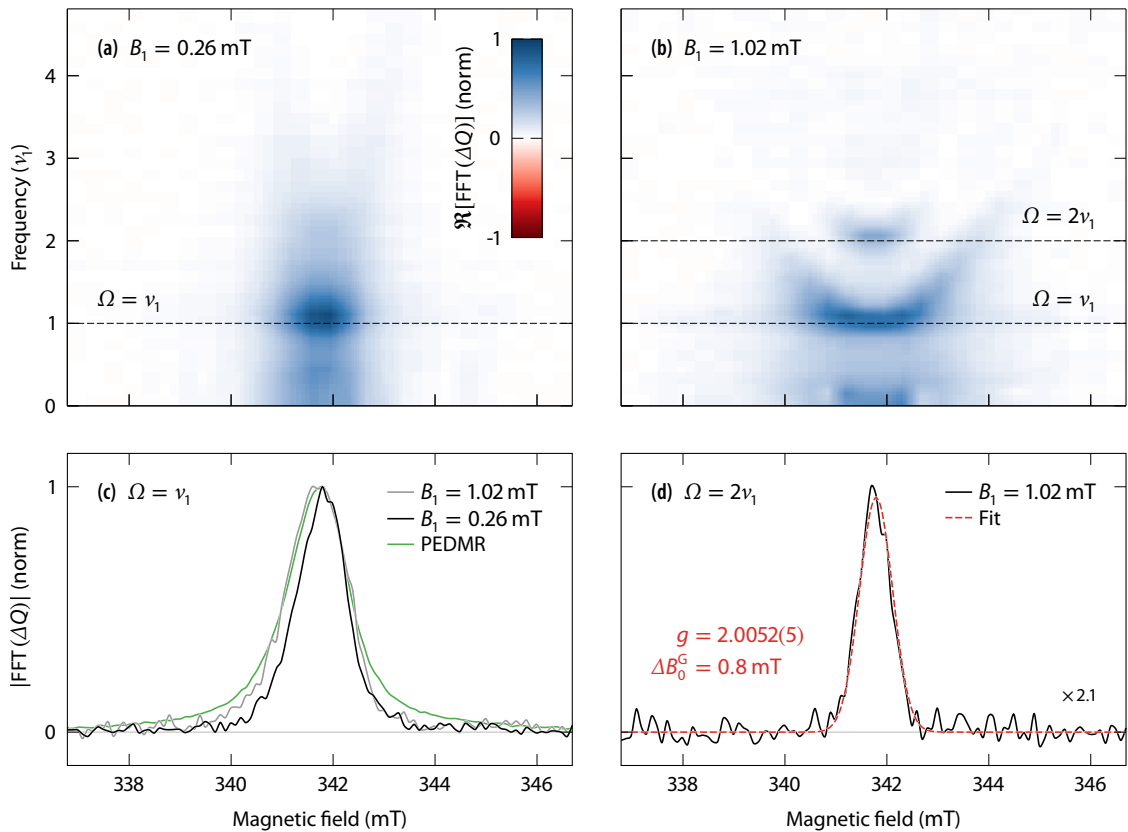 (a) B₁ = 0.26 mT
1
0
-1
ℜ[FFT(ΔQ)] (norm)
Ω = ν₁
4
3
2
1
0
Frequency (ν₁)
(b) B₁ = 1.02 mT
Ω = 2ν₁
Ω = ν₁
(c) Ω = ν₁
B₁ = 1.02 mT
B₁ = 0.26 mT
PEDMR
1
0
|FFT(ΔQ)| (norm)
338 340 342 344 346
Magnetic field (mT)
(d) Ω = 2ν₁
B₁ = 1.02 mT
Fit
g = 2.0052(5)
ΔB₀ᴳ = 0.8 mT
×2.1
338 340 342 344 346
Magnetic field (mT)